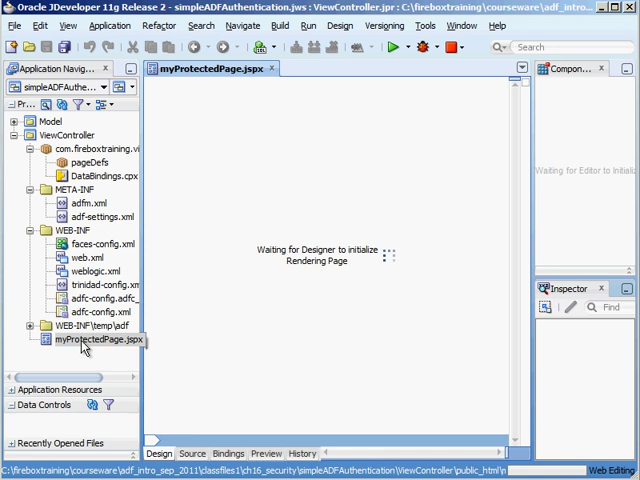 Oracle JDeveloper 11g Release 2 - simpleADFAuthentication.jws : ViewController.jpr : C:\fireboxtraining\courseware\adf_intro_s
File Edit View Application Refactor Search Navigate Build Run Design Versioning Tools Window Help
Search
Application Navig...
simpleADFAuthe...
Pr...
Model
ViewController
com.fireboxtraining.vi
pageDefs
DataBindings.cpx
META-INF
adfm.xml
adf-settings.xml
WEB-INF
faces-config.xml
web.xml
weblogic.xml
trinidad-config.xm
adfc-config.adfc_
adfc-config.xml
WEB-INF\temp\adf
myProtectedPage.jspx
Application Resources
Data Controls
Recently Opened Files
myProtectedPage.jspx
Waiting for Designer to initialize
Rendering Page
Design Source Bindings Preview History
Compon...
Waiting for Editor to Initializ
Inspector
Find
C:\fireboxtraining\courseware\adf_intro_sep_2011\classfiles1\ch16_security\simpleADFAuthentication\ViewController\public_html\m
Web Editing